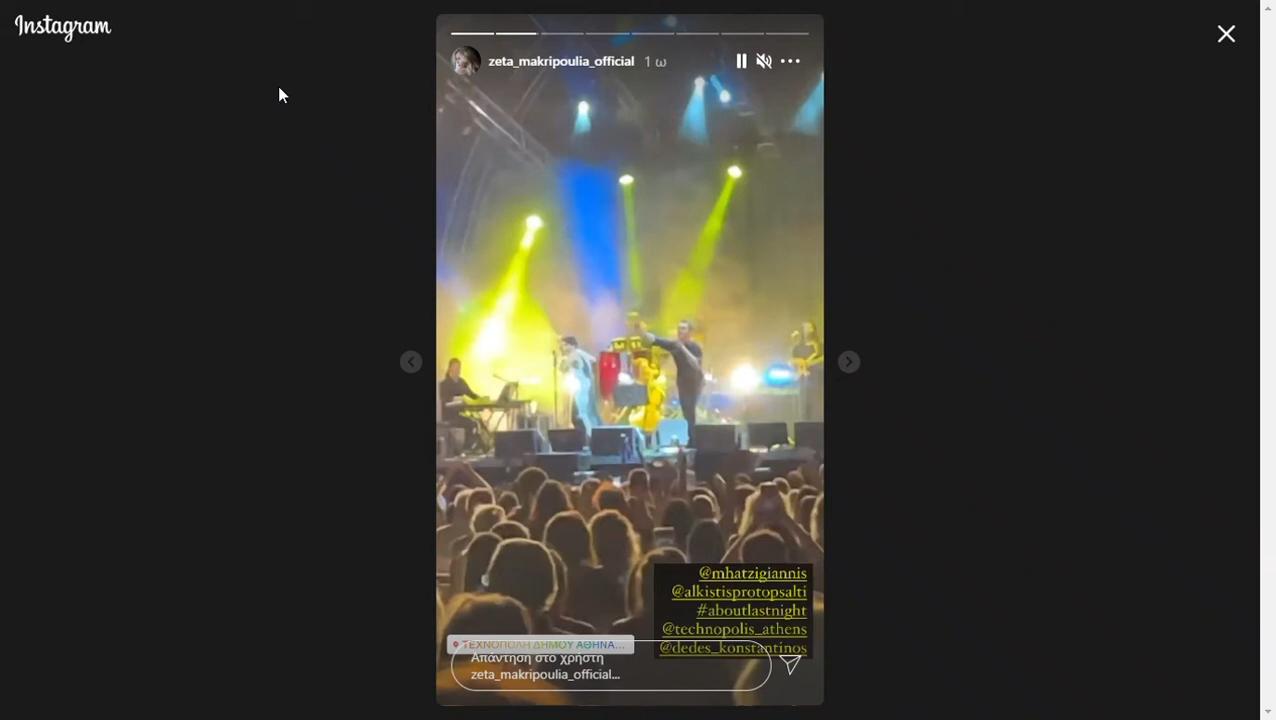 Instagram
zeta_makripoulia_official 1 ω
@mhatzigiannis
@alkistisprotopsalti
#aboutlastnight
@technopolis_athens
@dedes_konstantinos
ΤΕΧΝΟΠΟΛΗ ΔΗΜΟΥ ΑΘΗΝΑ...
Απάντηση στο χρήστη
zeta_makripoulia_official...